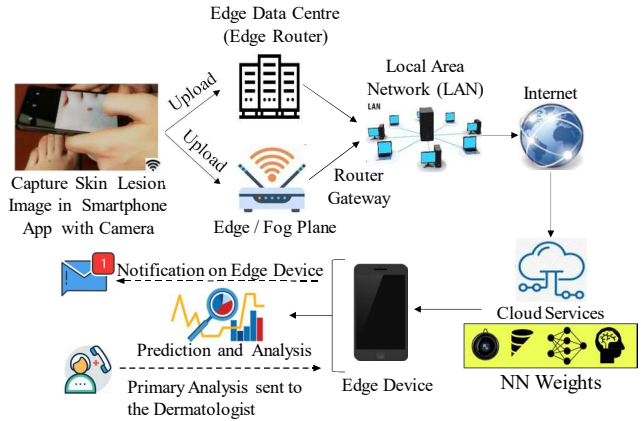 Edge Data Centre
(Edge Router)
Upload
Upload
Local Area
Network (LAN)
LAN
Internet
Router
Gateway
Capture Skin Lesion
Image in Smartphone
App with Camera
Edge / Fog Plane
1
Notification on Edge Device
Cloud Services
Prediction and Analysis
Edge Device
NN Weights
Primary Analysis sent to
the Dermatologist